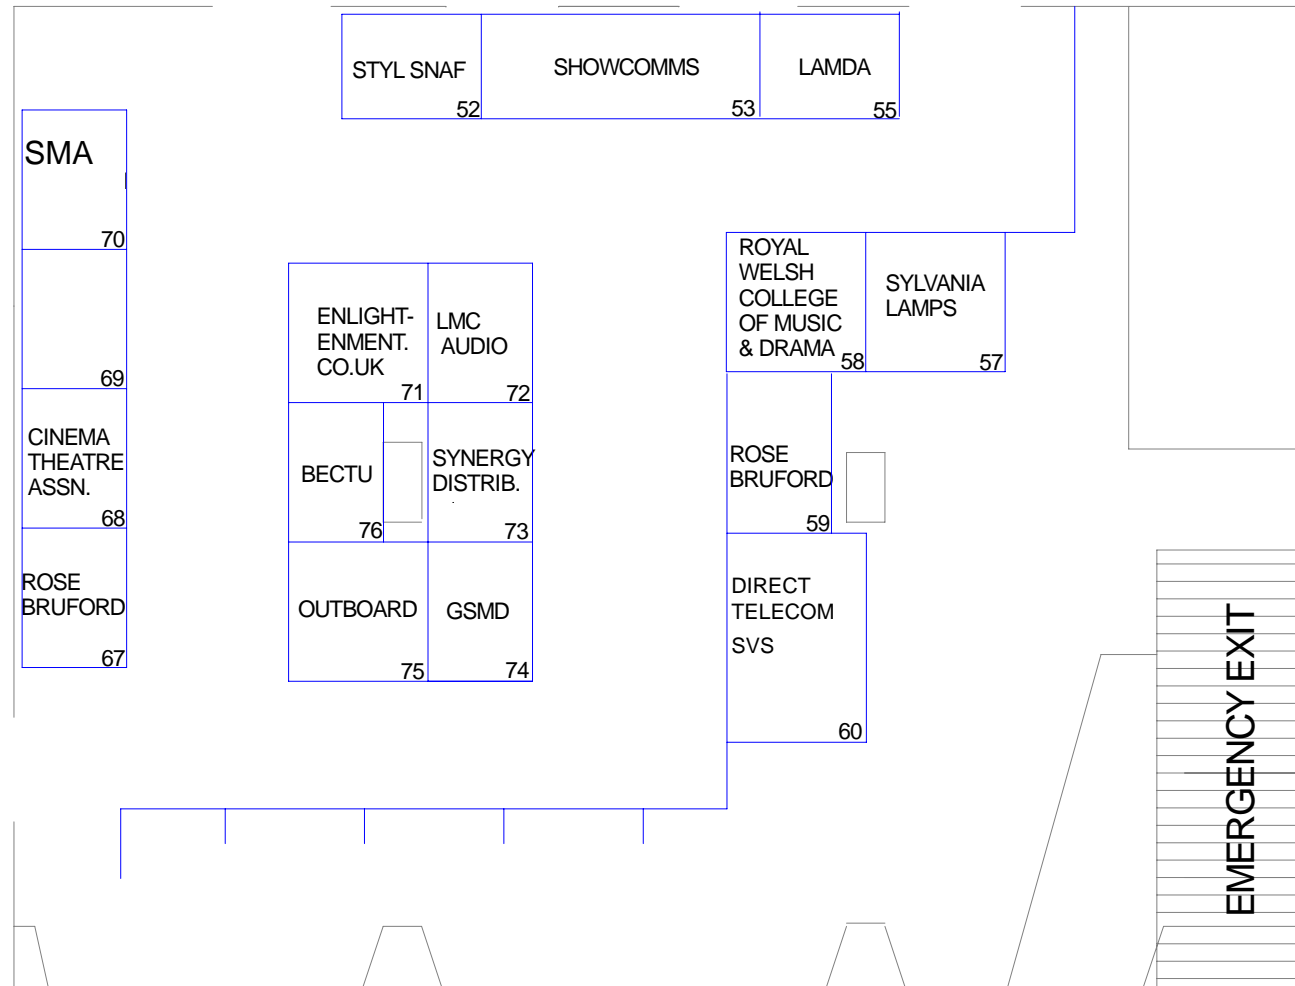 STYL SNAF
52
SHOWCOMMS
53
LAMDA
55
SMA
70
69
CINEMA
THEATRE
ASSN.
68
ROSE
BRUFORD
67
ENLIGHT-
ENMENT.
CO.UK
71
LMC
AUDIO
72
BECTU
76
SYNERGY
DISTRIB.
73
OUTBOARD
75
GSMD
74
ROYAL
WELSH
COLLEGE
OF MUSIC
& DRAMA
58
SYLVANIA
LAMPS
57
ROSE
BRUFORD
59
DIRECT
TELECOM
SVS
60
EMERGENCY EXIT